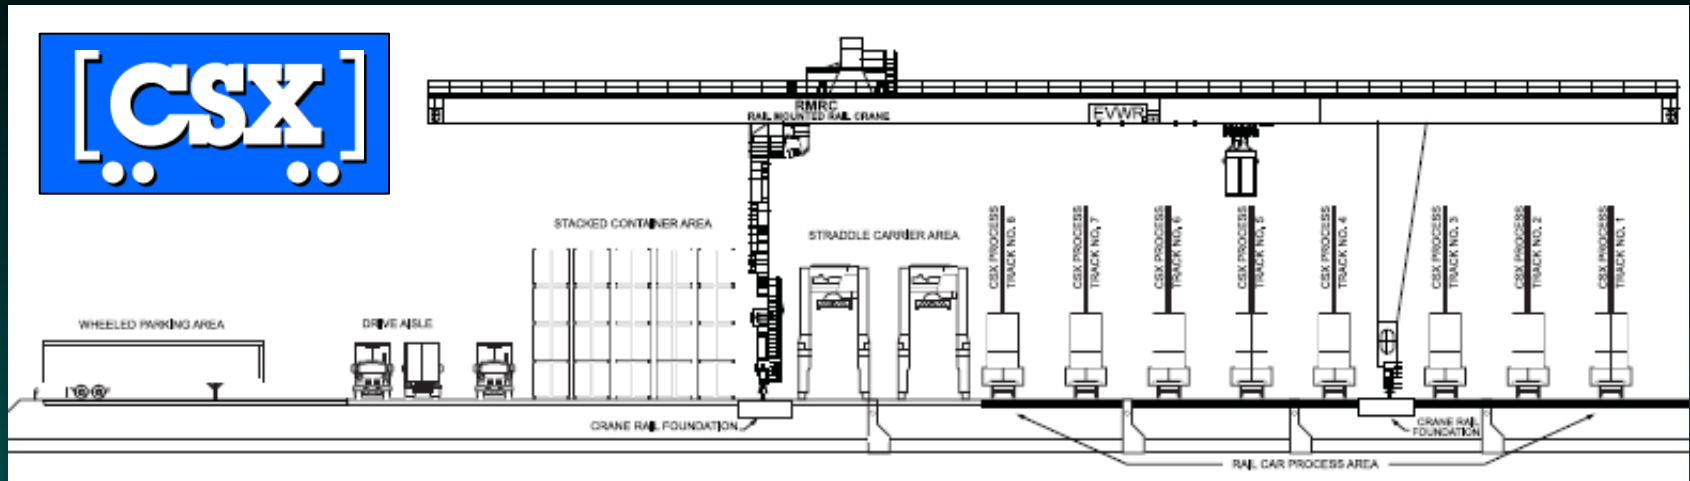 [CSX]
RMRC
RAIL MOUNTED RAIL CRANE
EVWR
STACKED CONTAINER AREA
STRADDLE CARRIER AREA
CSX PROCESS
TRACK NO. 8
CSX PROCESS
TRACK NO. 7
CSX PROCESS
TRACK NO. 6
CSX PROCESS
TRACK NO. 5
CSX PROCESS
TRACK NO. 4
CSX PROCESS
TRACK NO. 3
CSX PROCESS
TRACK NO. 2
CSX PROCESS
TRACK NO. 1
WHEELED PARKING AREA
DRIVE AISLE
CRANE RAIL FOUNDATION
CRANE RAIL
FOUNDATION
RAIL CAR PROCESS AREA